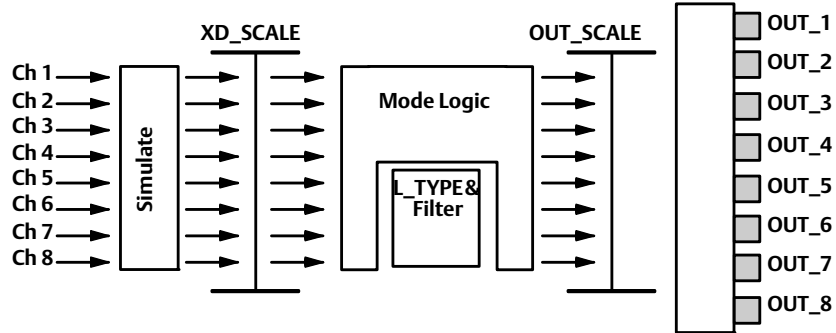 XD_SCALE
OUT_SCALE
Ch 1
Ch 2
Ch 3
Ch 4
Ch 5
Ch 6
Ch 7
Ch 8
Simulate
Mode Logic
L_TYPE&
Filter
OUT_1
OUT_2
OUT_3
OUT_4
OUT_5
OUT_6
OUT_7
OUT_8